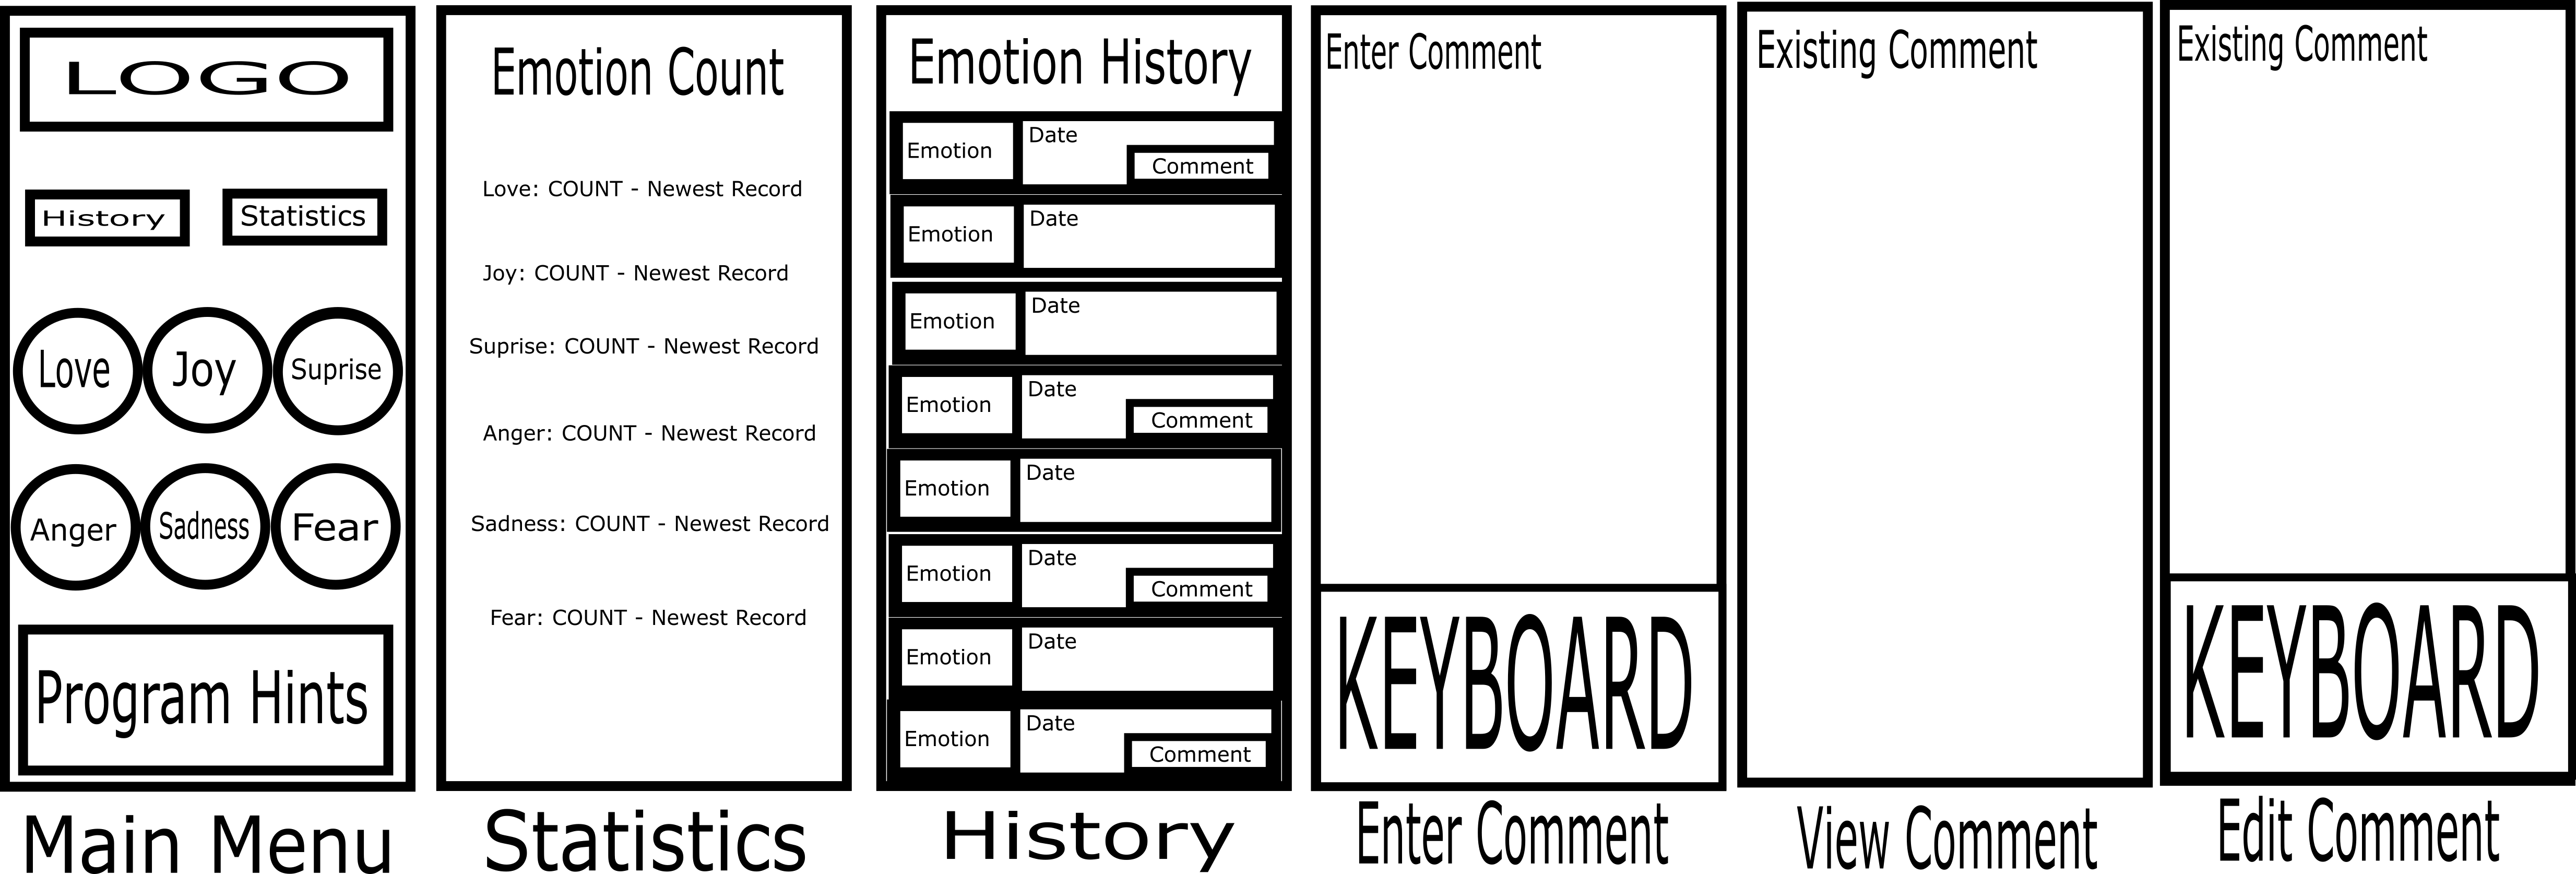 LOGO
History
Statistics
Love
Joy
Suprise
Anger
Sadness
Fear
Program Hints
Main Menu
Emotion Count
Love: COUNT - Newest Record
Joy: COUNT - Newest Record
Suprise: COUNT - Newest Record
Anger: COUNT - Newest Record
Sadness: COUNT - Newest Record
Fear: COUNT - Newest Record
Statistics
Emotion History
Emotion
Date
Comment
Emotion
Date
Emotion
Date
Emotion
Date
Comment
Emotion
Date
Emotion
Date
Comment
Emotion
Date
Emotion
Date
Comment
History
Enter Comment
KEYBOARD
Enter Comment
Existing Comment
View Comment
Existing Comment
KEYBOARD
Edit Comment